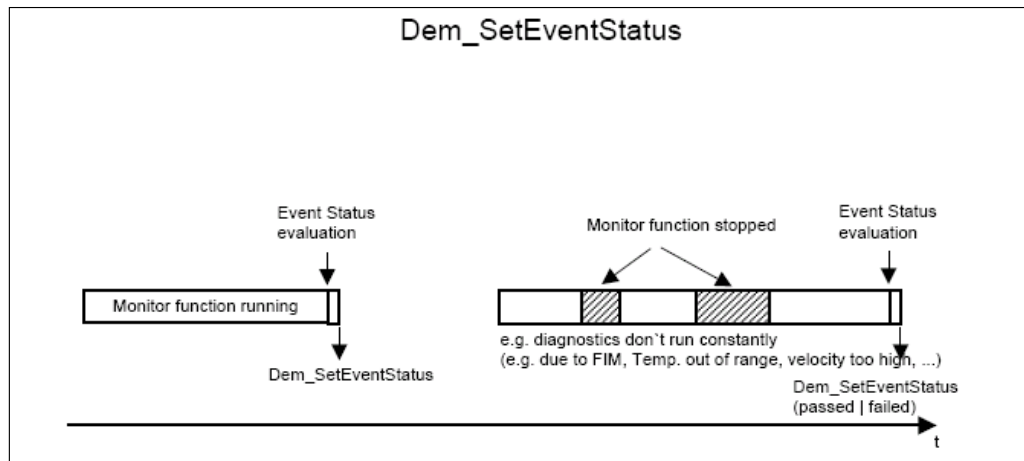 Dem_SetEventStatus
Event Status
evaluation
Monitor function stopped
Event Status
evaluation
Monitor function running
e.g. diagnostics don`t run constantly
(e.g. due to FIM, Temp. out of range, velocity too high, ...)
Dem_SetEventStatus
Dem_SetEventStatus
(passed | failed)
t